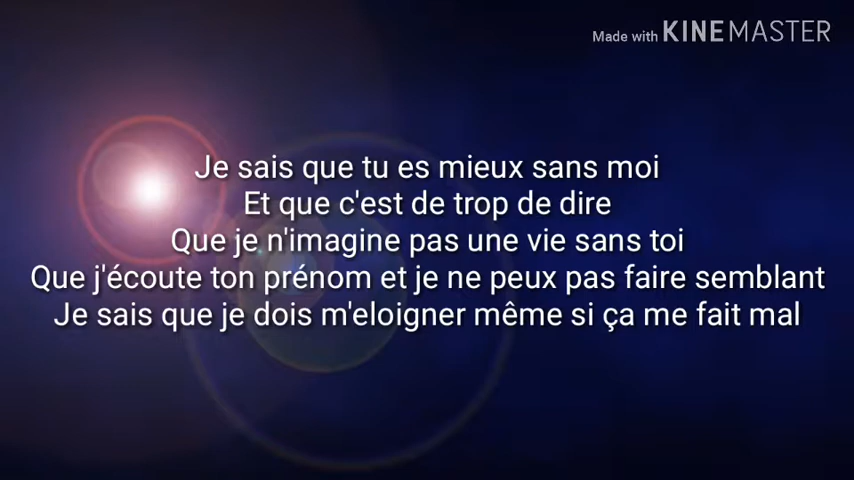 Made with KINEMASTER
Je sais que tu es mieux sans moi
Et que c'est de trop de dire
Que je n'imagine pas une vie sans toi
Que j'écoute ton prénom et je ne peux pas faire semblant
Je sais que je dois m'eloigner même si ça me fait mal